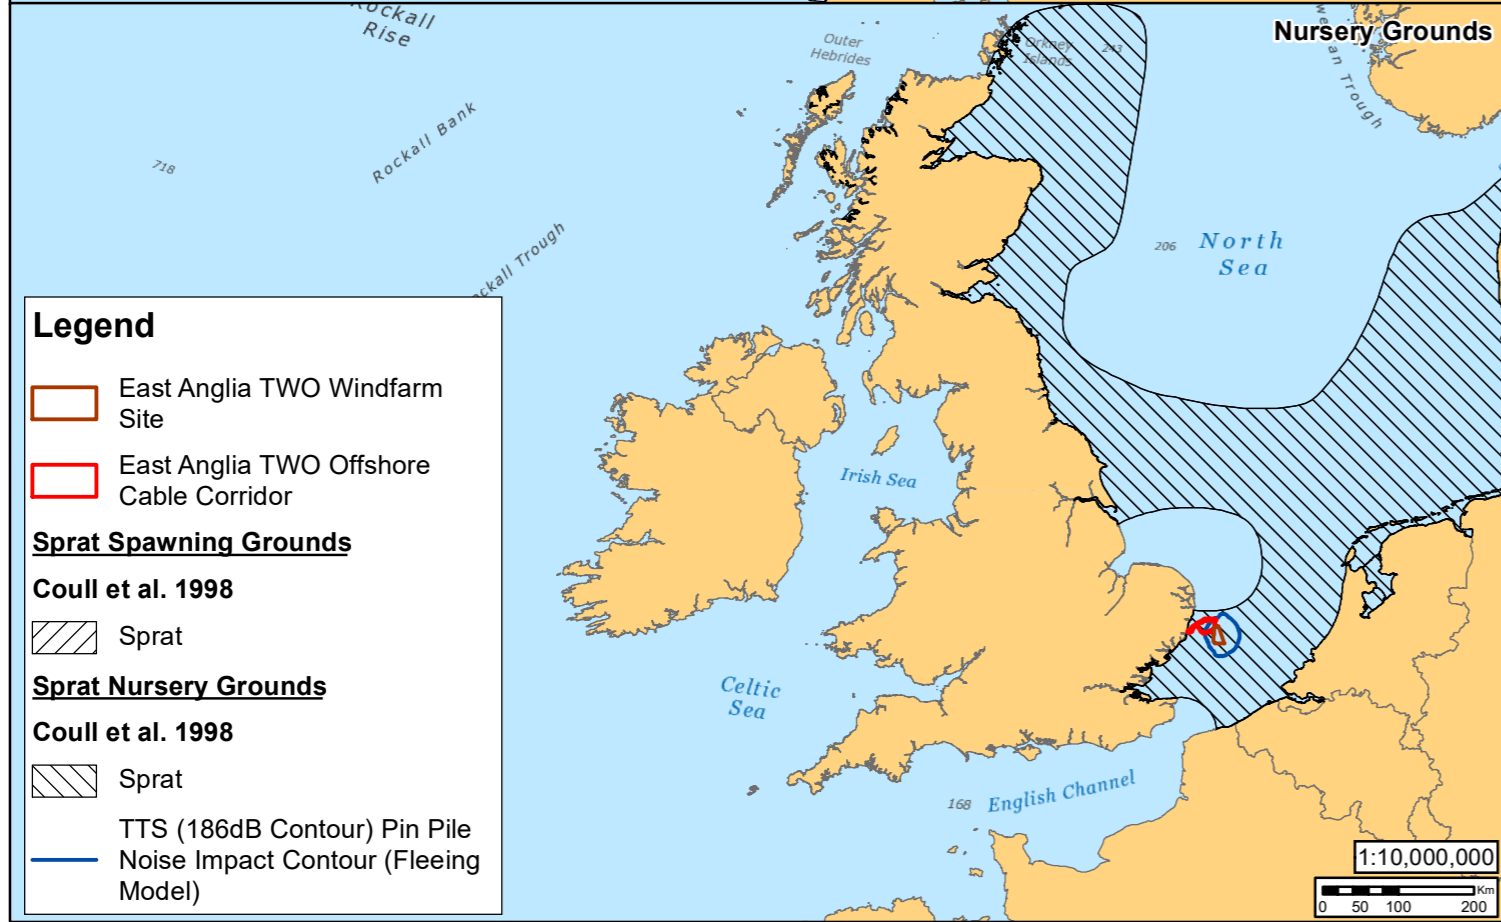 Nursery Grounds
Rockall
Rise
Outer
Hebrides
Orkney
Islands
243
Trough
Rockall Bank
718
206
North
Sea
Trough
Legend
East Anglia TWO Windfarm
Site
East Anglia TWO Offshore
Cable Corridor
Sprat Spawning Grounds
Coull et al. 1998
Sprat
Sprat Nursery Grounds
Coull et al. 1998
Sprat
TTS (186dB Contour) Pin Pile
Noise Impact Contour (Fleeing
Model)
Irish Sea
Celtic
Sea
168
English Channel
1:10,000,000
Km
0 50 100 200